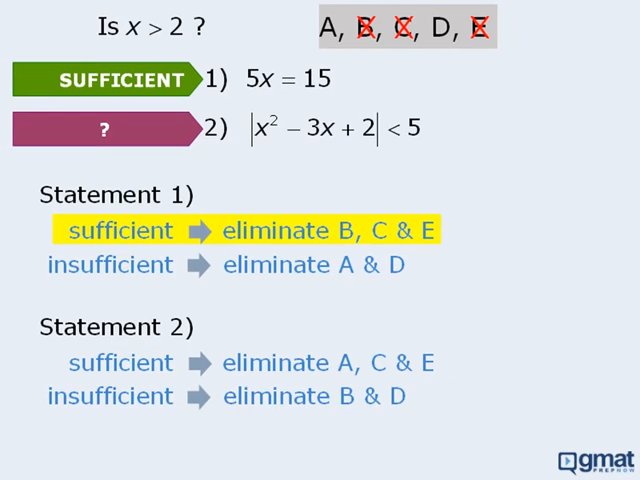 Is x > 2 ?
A, B, C, D, E
SUFFICIENT 1) 5x = 15
? 2) |x² − 3x + 2| < 5
Statement 1)
sufficient ➡ eliminate B, C & E
insufficient ➡ eliminate A & D
Statement 2)
sufficient ➡ eliminate A, C & E
insufficient ➡ eliminate B & D
gmat
PREPNOW